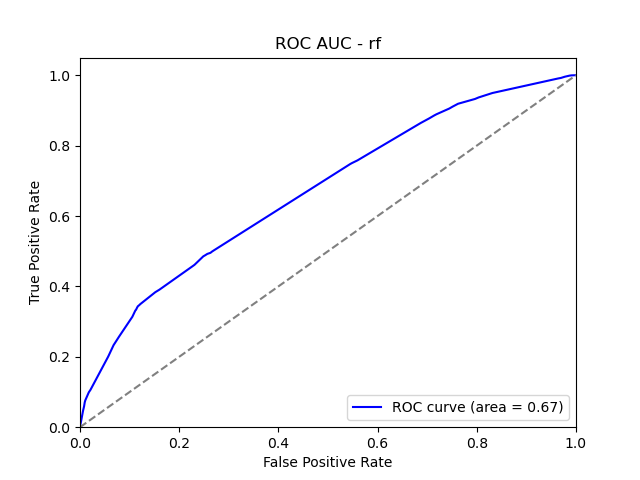 ROC AUC - rf
1.0
0.8
0.6
0.4
0.2
0.0
True Positive Rate
ROC curve (area = 0.67)
0.0 0.2 0.4 0.6 0.8 1.0
False Positive Rate